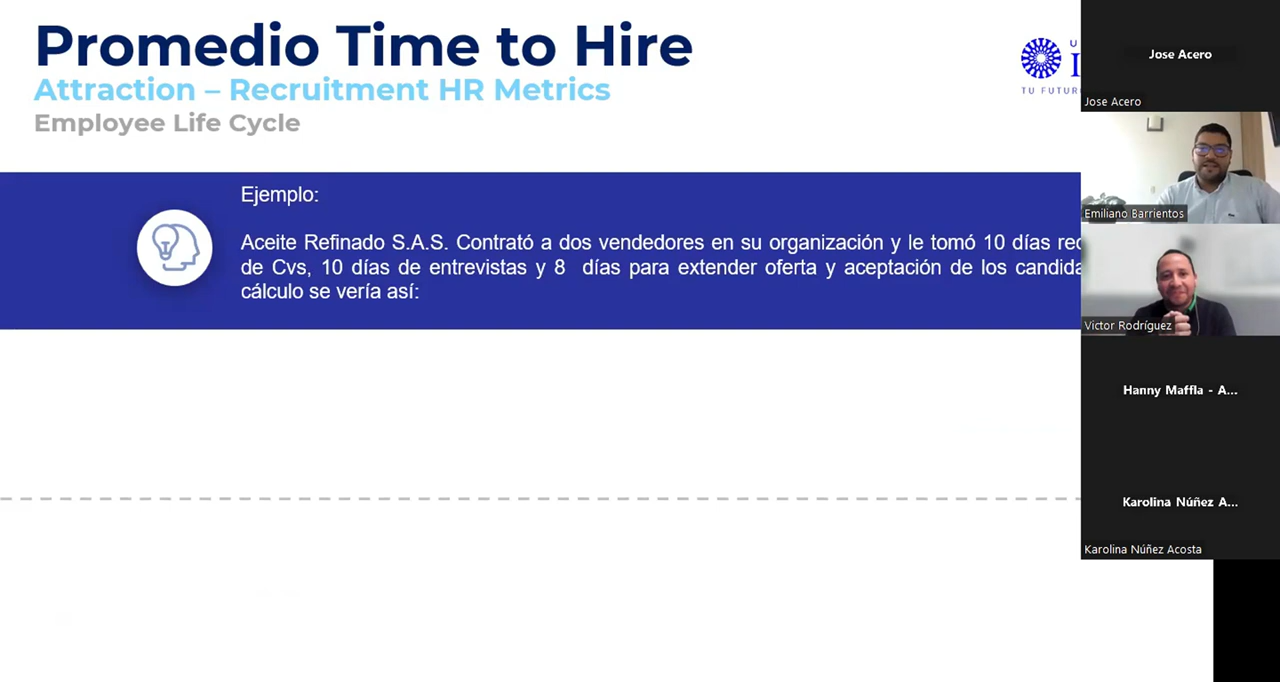 Promedio Time to Hire
Attraction – Recruitment HR Metrics
Employee Life Cycle
U
I
TU FUTUR
Ejemplo:
Aceite Refinado S.A.S. Contrató a dos vendedores en su organización y le tomó 10 días rec
de Cvs, 10 días de entrevistas y 8 días para extender oferta y aceptación de los candida
cálculo se vería así:
Jose Acero
Jose Acero
Emiliano Barrientos
Victor Rodríguez
Hanny Maffla - A...
Karolina Núñez A...
Karolina Núñez Acosta